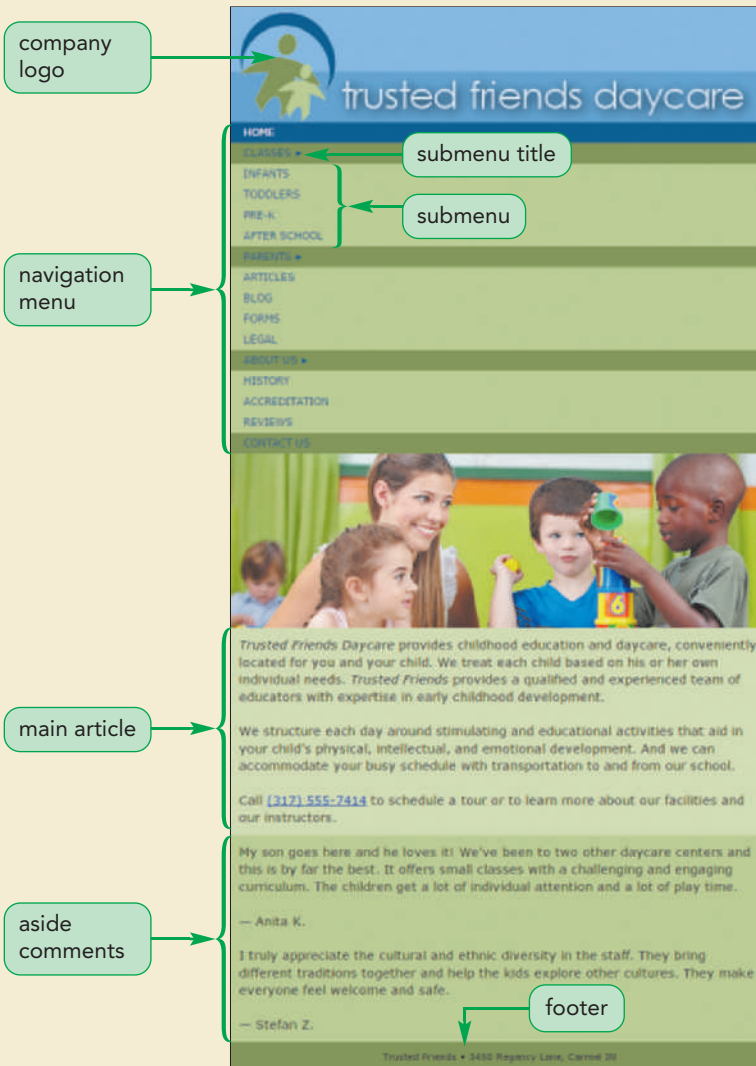 company
logo
trusted friends daycare
HOME
CLASSES ▸
submenu title
INFANTS
TODDLERS
submenu
PRE-K
AFTER SCHOOL
PARENTS ▸
navigation
menu
ARTICLES
BLOG
FORMS
LEGAL
ABOUT US ▸
HISTORY
ACCREDITATION
REVIEWS
CONTACT US
6
main article
Trusted Friends Daycare provides childhood education and daycare, conveniently
located for you and your child. We treat each child based on his or her own
individual needs. Trusted Friends provides a qualified and experienced team of
educators with expertise in early childhood development.
We structure each day around stimulating and educational activities that aid in
your child's physical, intellectual, and emotional development. And we can
accommodate your busy schedule with transportation to and from our school.
Call (317) 555-7414 to schedule a tour or to learn more about our facilities and
our instructors.
aside
comments
My son goes here and he loves it! We've been to two other daycare centers and
this is by far the best. It offers small classes with a challenging and engaging
curriculum. The children get a lot of individual attention and a lot of play time.
— Anita K.
I truly appreciate the cultural and ethnic diversity in the staff. They bring
different traditions together and help the kids explore other cultures. They make
everyone feel welcome and safe.
— Stefan Z.
footer
Trusted Friends • 3450 Regency Lane, Carmel IN